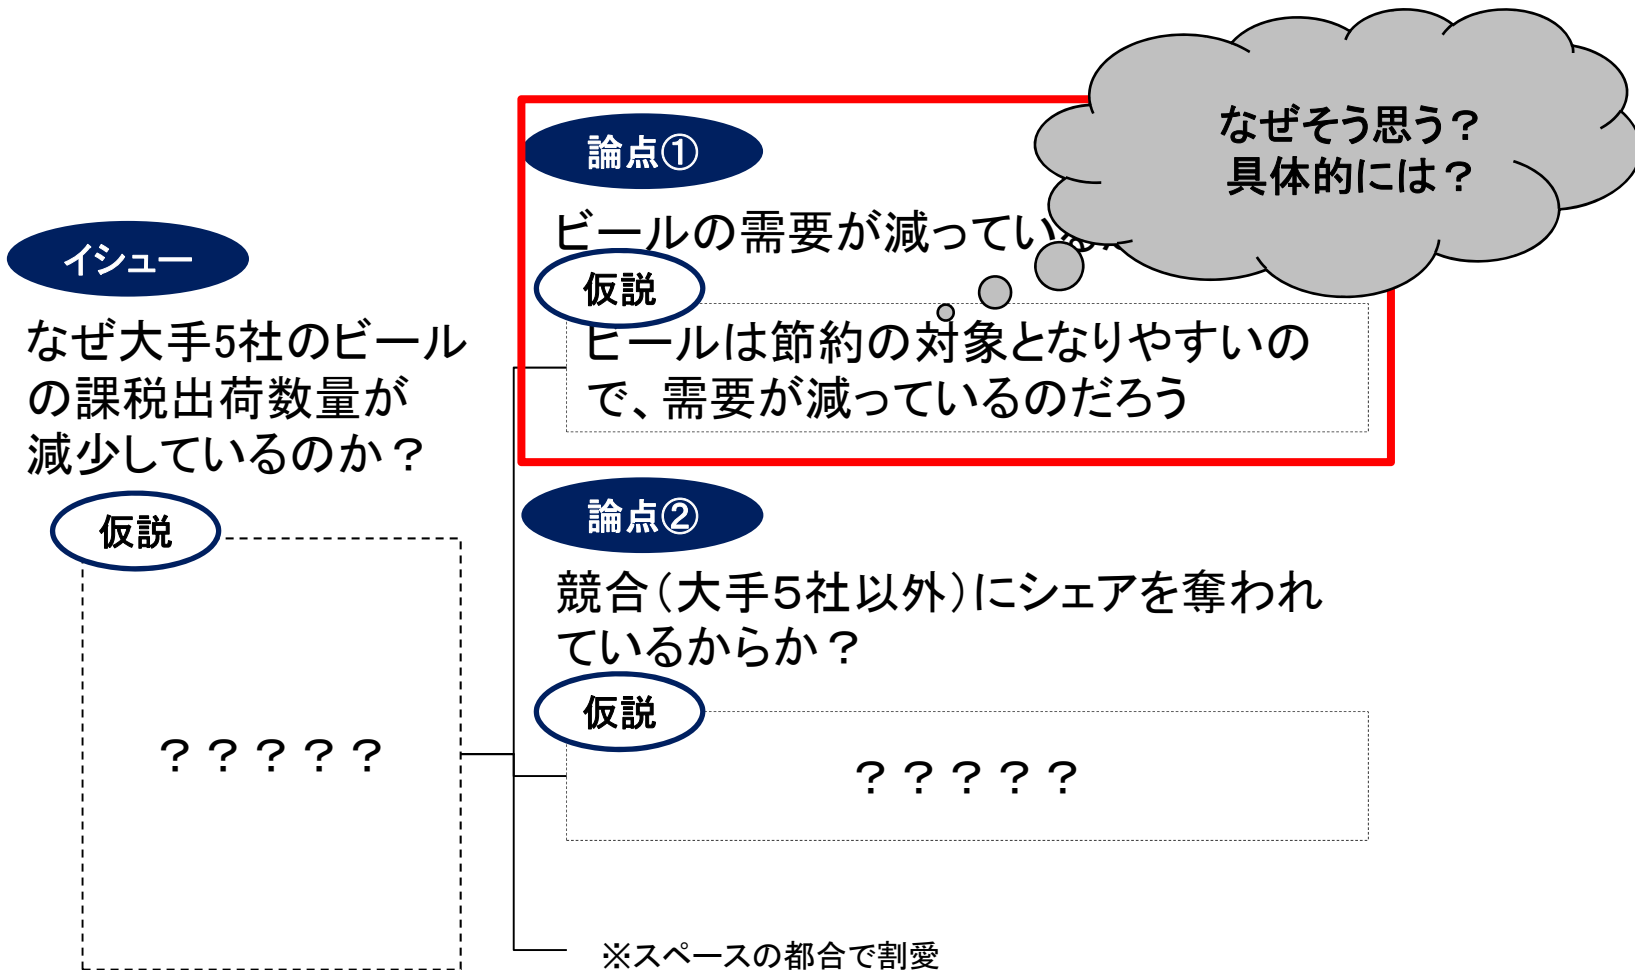 イシュー
なぜ大手5社のビール
の課税出荷数量が
減少しているのか？
仮説
？？？？？
論点①
ビールの需要が減ってい
仮説
ビールは節約の対象となりやすいの
で、需要が減っているのだろう
なぜそう思う？
具体的には？
論点②
競合（大手５社以外）にシェアを奪われ
ているからか？
仮説
？？？？？
※スペースの都合で割愛